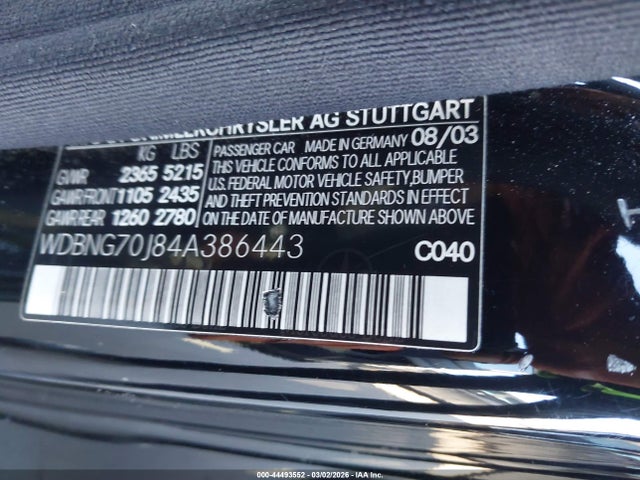 CHRYSLER AG STUTTGART
PASSENGER CAR MADE IN GERMANY 08/03
KG LBS
GVWR 2365 5215
GAWR FRONT 1105 2435
GAWR REAR 1260 2780
THIS VEHICLE CONFORMS TO ALL APPLICABLE
U.S. FEDERAL MOTOR VEHICLE SAFETY, BUMPER
AND THEFT PREVENTION STANDARDS IN EFFECT
ON THE DATE OF MANUFACTURE SHOWN ABOVE
WDBNG70J84A386443
C040
000-44493552 — 03/02/2026 — IAA Inc.